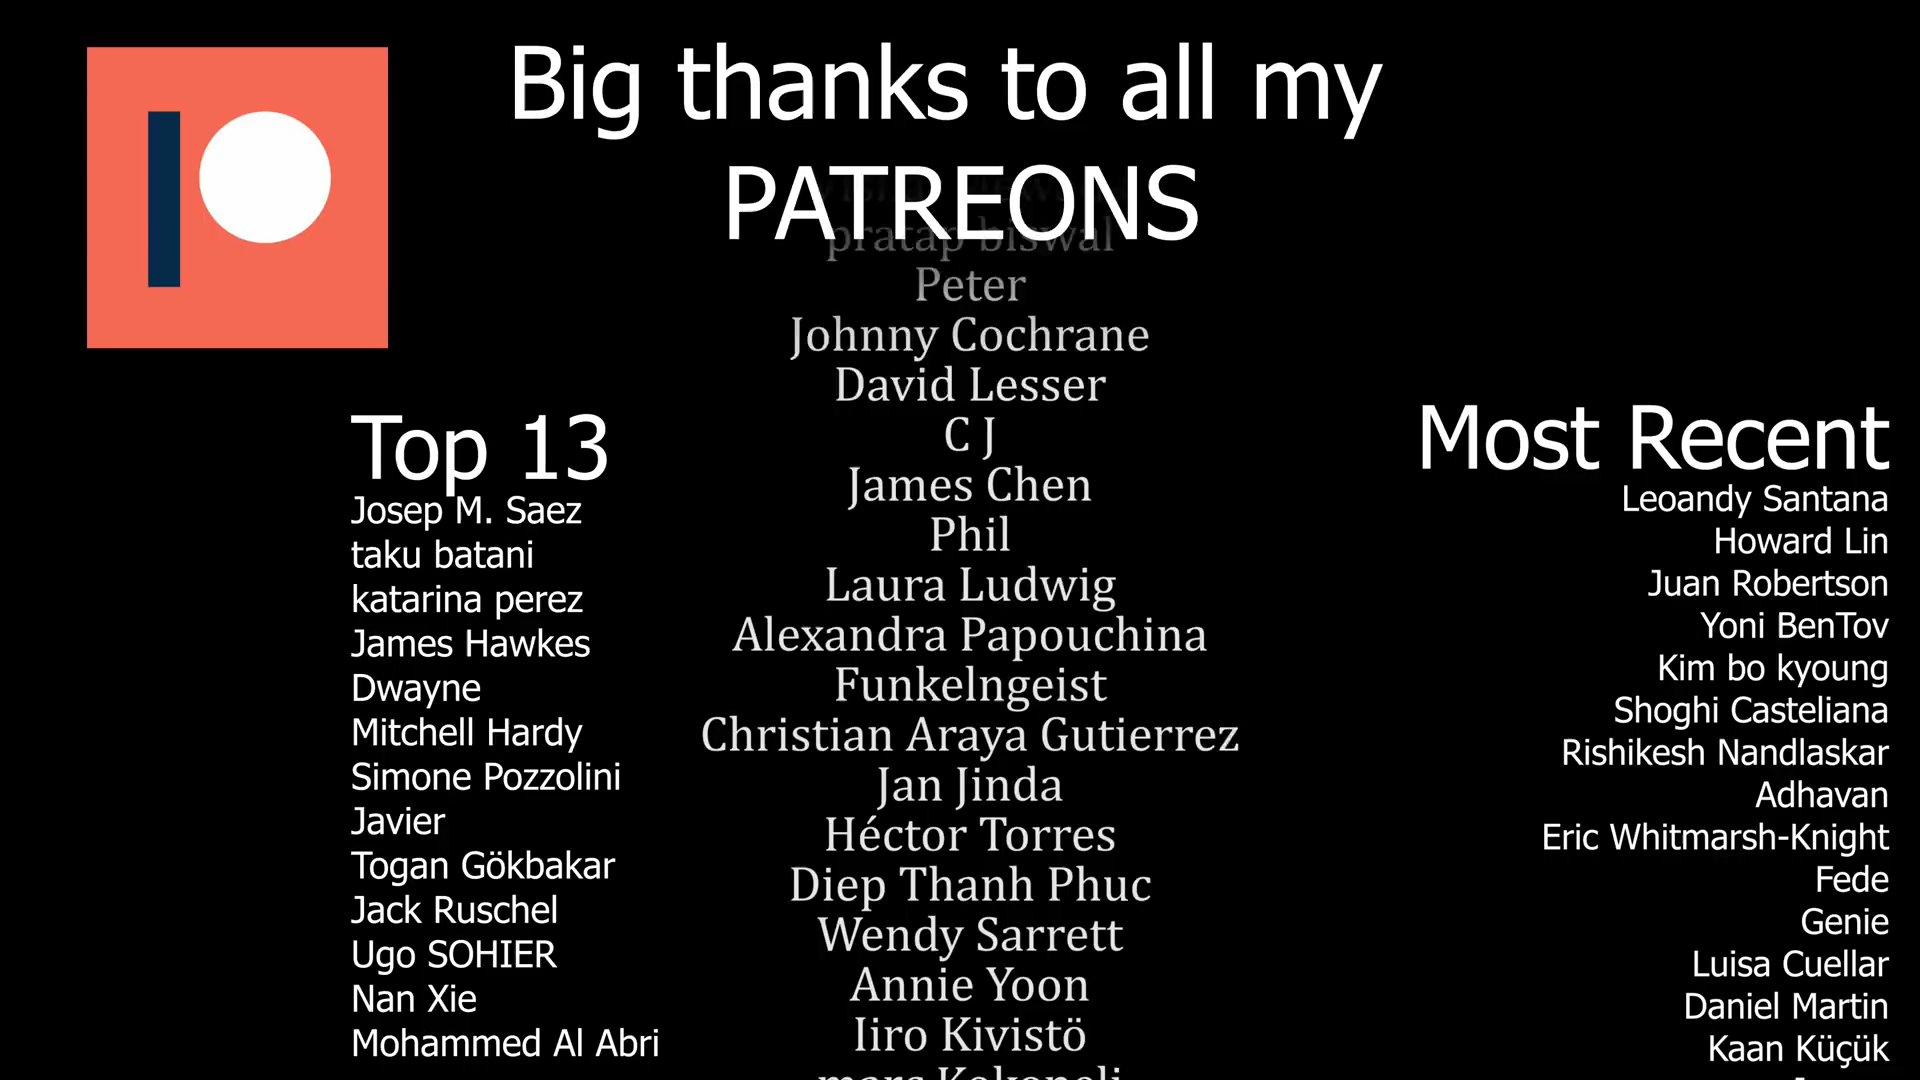 Big thanks to all my
PATREONS
pratap biswal
Peter
Johnny Cochrane
David Lesser
C J
James Chen
Phil
Laura Ludwig
Alexandra Papouchina
Funkelngeist
Christian Araya Gutierrez
Jan Jinda
Héctor Torres
Diep Thanh Phuc
Wendy Sarrett
Annie Yoon
Iiro Kivistö
Top 13
Josep M. Saez
taku batani
katarina perez
James Hawkes
Dwayne
Mitchell Hardy
Simone Pozzolini
Javier
Togan Gökbakar
Jack Ruschel
Ugo SOHIER
Nan Xie
Mohammed Al Abri
Most Recent
Leoandy Santana
Howard Lin
Juan Robertson
Yoni BenTov
Kim bo kyoung
Shoghi Casteliana
Rishikesh Nandlaskar
Adhavan
Eric Whitmarsh-Knight
Fede
Genie
Luisa Cuellar
Daniel Martin
Kaan Küçük